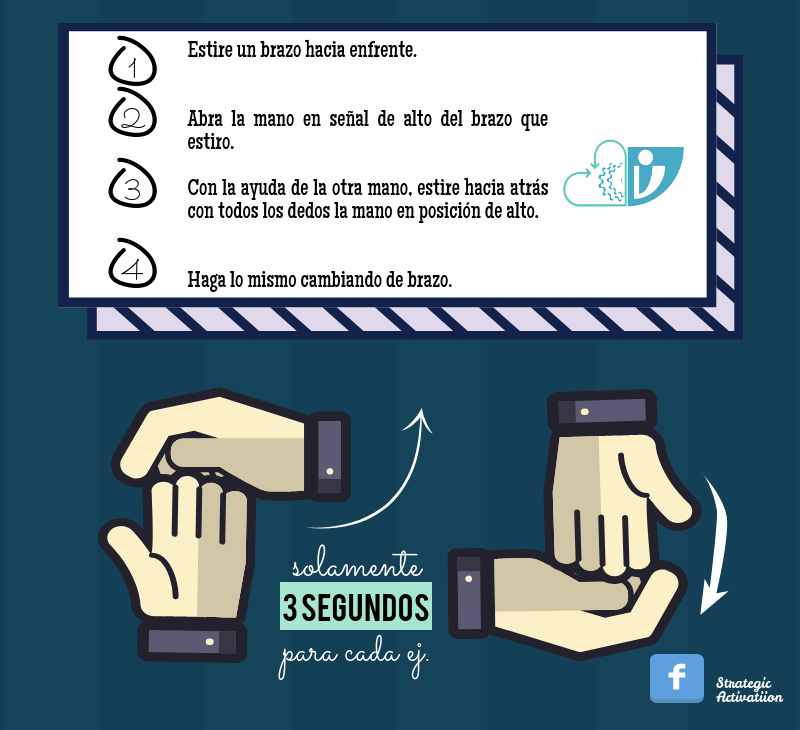 1
Estire un brazo hacia enfrente.
2
Abra la mano en señal de alto del brazo que
estiro.
3
Con la ayuda de la otra mano, estire hacia atrás
con todos los dedos la mano en posición de alto.
4
Haga lo mismo cambiando de brazo.
solamente
3 SEGUNDOS
para cada ej.
f
Strategic
Activatiion